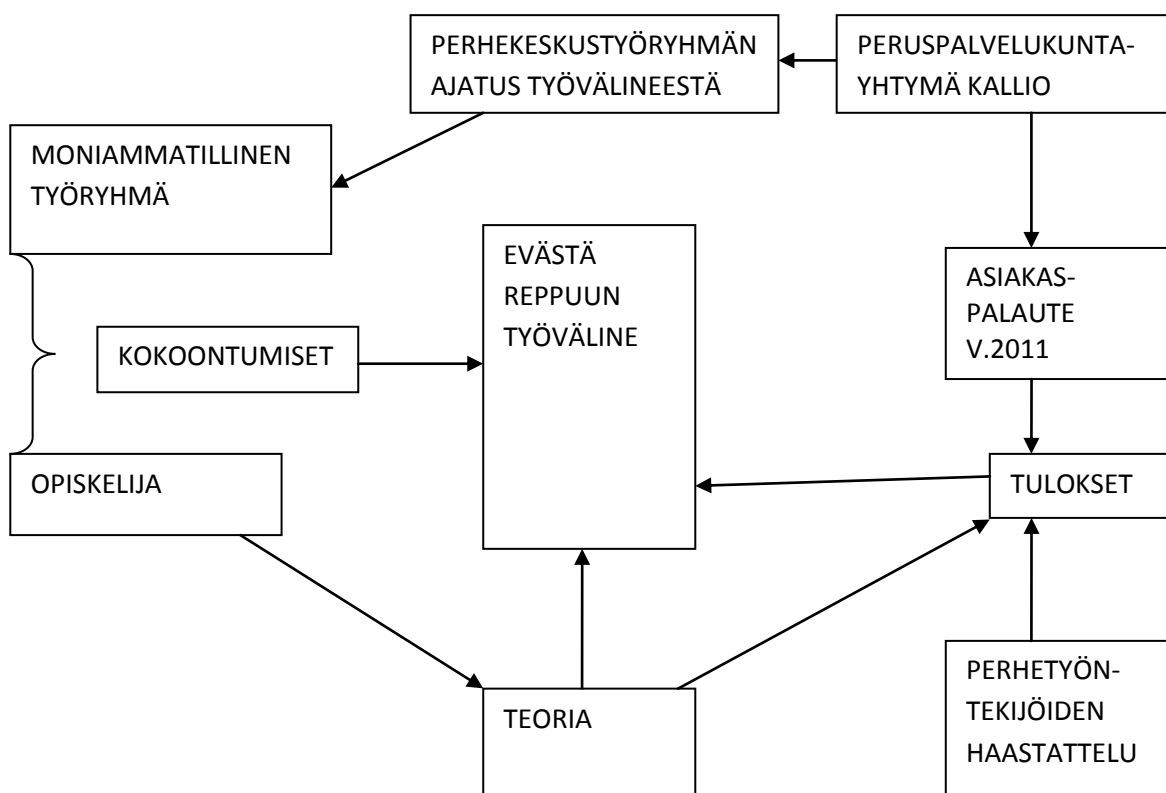 PERHEKESKUSTYÖRYHMÄN
AJATUS TYÖVÄLINEESTÄ
PERUSPALVELUKUNTA-
YHTYMÄ KALLIO
MONIAMMATILLINEN
TYÖRYHMÄ
EVÄSTÄ
REPPUUN
TYÖVÄLINE
ASIAKAS-
PALAUTE
V.2011
KOKOONTUMISET
OPISKELIJA
TULOKSET
TEORIA
PERHETYÖN-
TEKIJÖIDEN
HAASTATTELU